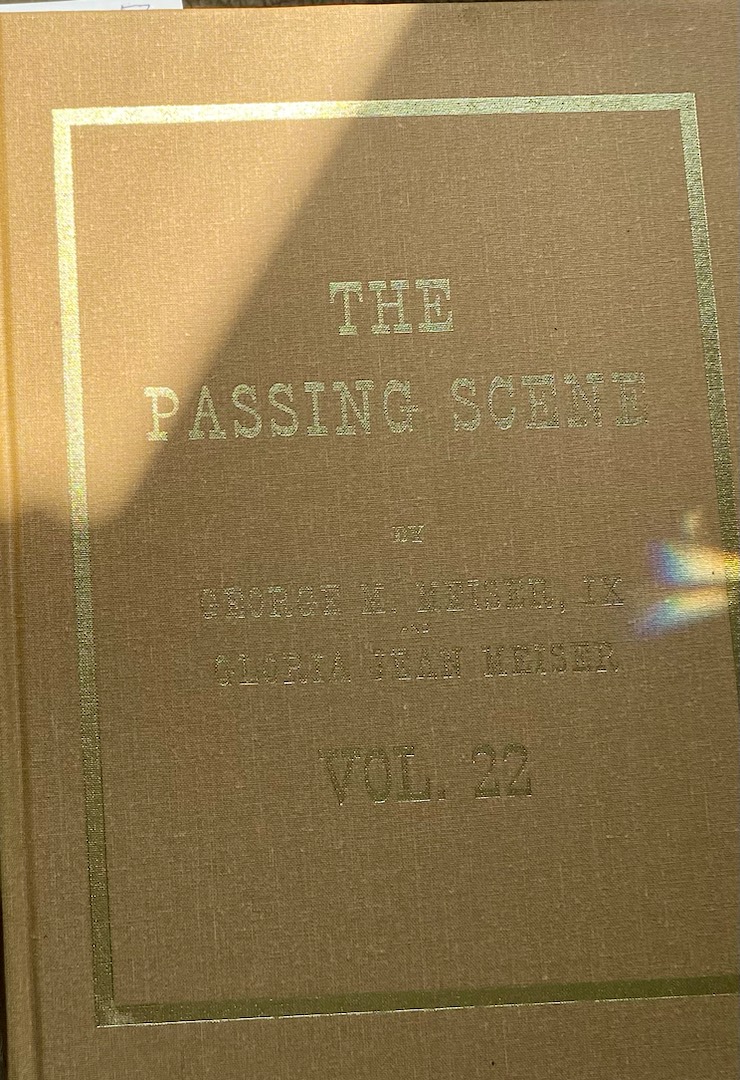 THE
PASSING SCENE
BY
GEORGE M. MEISER, IX
AND
GLORIA JEAN MEISER
VOL. 22